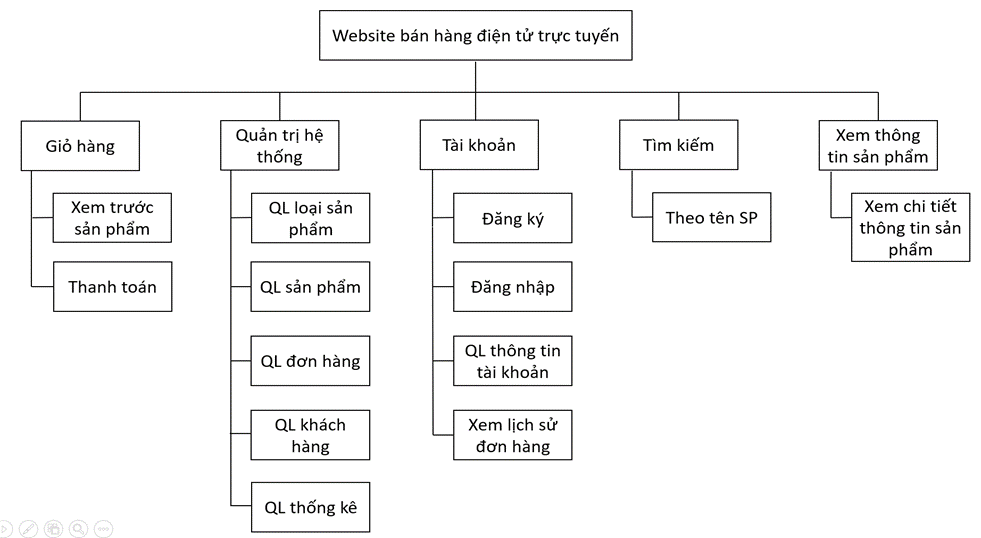 Website bán hàng điện tử trực tuyến
Giỏ hàng
Quản trị hệ
thống
Tài khoản
Tìm kiếm
Xem thông
tin sản phẩm
Xem trước
sản phẩm
Thanh toán
QL loại sản
phẩm
QL sản phẩm
QL đơn hàng
QL khách
hàng
QL thống kê
Đăng ký
Đăng nhập
QL thông tin
tài khoản
Xem lịch sử
đơn hàng
Theo tên SP
Xem chi tiết
thông tin sản
phẩm